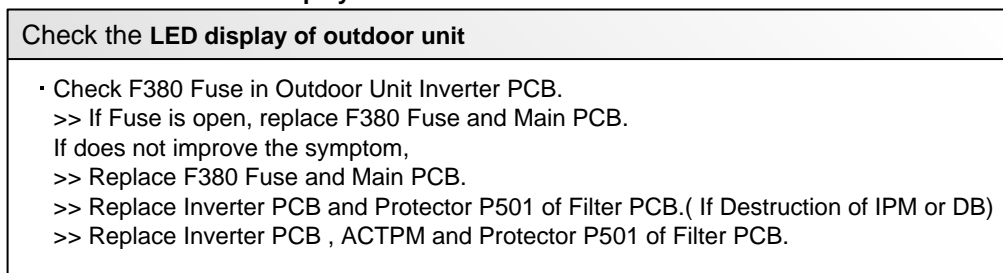 Check the LED display of outdoor unit
· Check F380 Fuse in Outdoor Unit Inverter PCB.
>> If Fuse is open, replace F380 Fuse and Main PCB.
If does not improve the symptom,
>> Replace F380 Fuse and Main PCB.
>> Replace Inverter PCB and Protector P501 of Filter PCB.( If Destruction of IPM or DB)
>> Replace Inverter PCB , ACTPM and Protector P501 of Filter PCB.